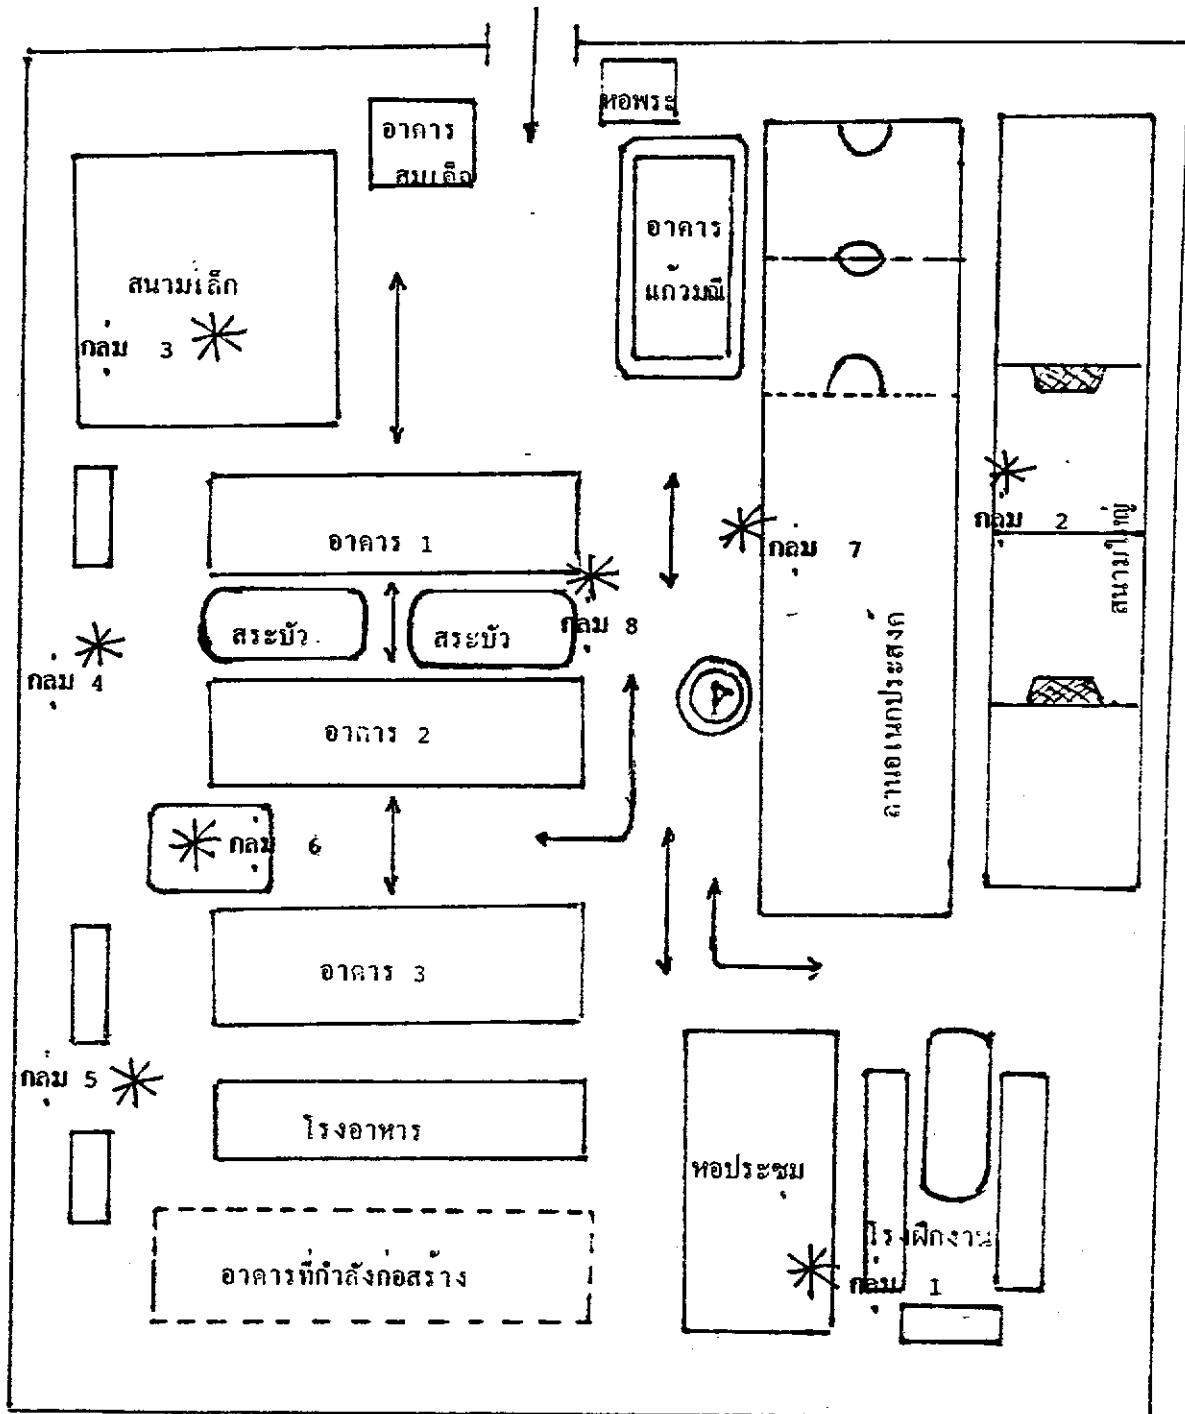 หอพระ
อาคาร
สมเด็จ
อาคาร
แก้วมณี
สนามเล็ก
กลุ่ม 3
อาคาร 1
กลุ่ม 7
กลุ่ม 2
สนามใหญ่
สระบัว
สระบัว
กลุ่ม 8
กลุ่ม 4
อาคาร 2
ลานอเนกประสงค์
กลุ่ม 6
อาคาร 3
กลุ่ม 5
โรงอาหาร
หอประชุม
โรงฝึกงาน
กลุ่ม 1
อาคารที่กำลังก่อสร้าง